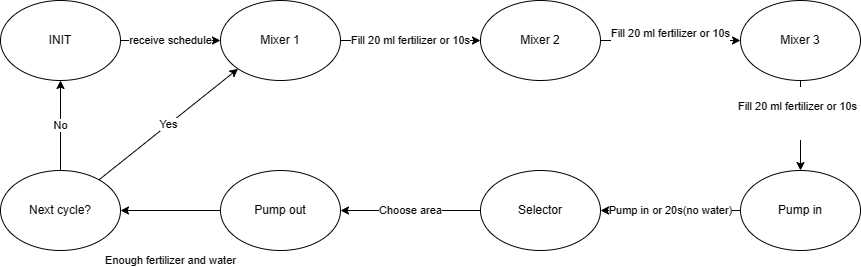 INIT
receive schedule
Mixer 1
Fill 20 ml fertilizer or 10s
Mixer 2
Fill 20 ml fertilizer or 10s
Mixer 3
Fill 20 ml fertilizer or 10s
No
Yes
Next cycle?
Pump out
Choose area
Selector
Pump in or 20s(no water)
Pump in
Enough fertilizer and water